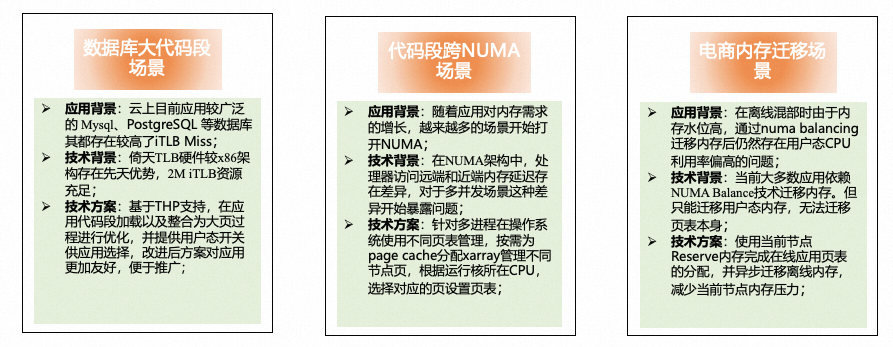 数据库大代码段
场景
➢ 应用背景：云上目前应用较广泛
的 Mysql、PostgreSQL 等数据库
其都存在较高了iTLB Miss；
➢ 技术背景：倚天TLB硬件较x86架
构存在先天优势，2M iTLB资源
充足；
➢ 技术方案：基于THP支持，在应
用代码段加载以及整合为大页过
程进行优化，并提供用户态开关
供应用选择，改进后方案对应用
更加友好，便于推广；
代码段跨NUMA
场景
➢ 应用背景：随着应用对内存需求
的增长，越来越多的场景开始打
开NUMA；
➢ 技术背景：在NUMA架构中，处
理器访问远端和近端内存延迟存
在差异，对于多并发场景这种差
异开始暴露问题；
➢ 技术方案：针对多进程在操作系
统使用不同页表管理，按需为
page cache分配xarray管理不同
节点页，根据运行核所在CPU，
选择对应的页设置页表；
电商内存迁移场
景
➢ 应用背景：在离线混部时由于内
存水位高，通过numa balancing
迁移内存后仍然存在用户态CPU
利用率偏高的问题；
➢ 技术背景：当前大多数应用依赖
NUMA Balance技术迁移内存。但
只能迁移用户态内存，无法迁移
页表本身；
➢ 技术方案：使用当前节点
Reserve内存完成在线应用页表
的分配，并异步迁移离线内存，
减少当前节点内存压力；